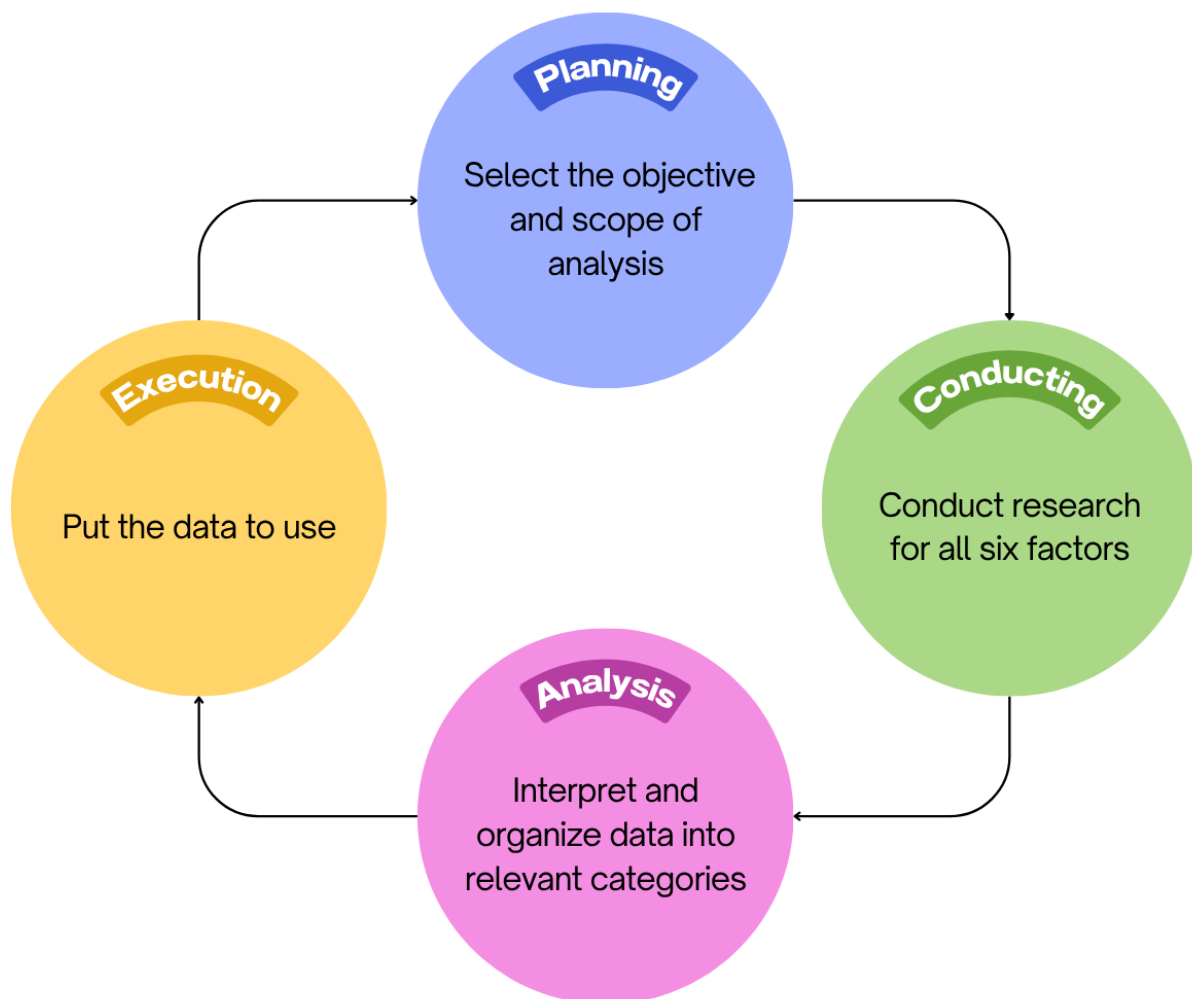 Planning
Select the objective
and scope of
analysis
Conducting
Conduct research
for all six factors
Analysis
Interpret and
organize data into
relevant categories
Execution
Put the data to use